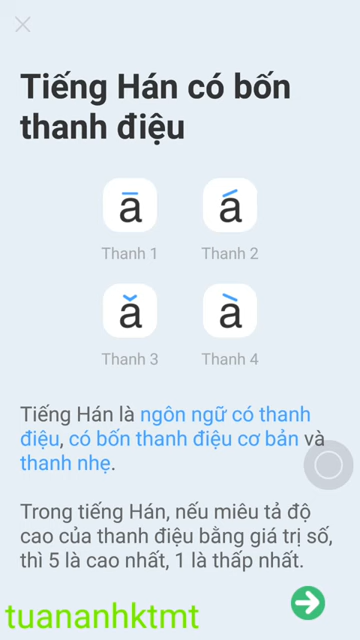 Tiếng Hán có bốn
thanh điệu
ā á
Thanh 1 Thanh 2
ǎ à
Thanh 3 Thanh 4
Tiếng Hán là ngôn ngữ có thanh
điệu, có bốn thanh điệu cơ bản và
thanh nhẹ.
Trong tiếng Hán, nếu miêu tả độ
cao của thanh điệu bằng giá trị số,
thì 5 là cao nhất, 1 là thấp nhất.
tuananhktmt